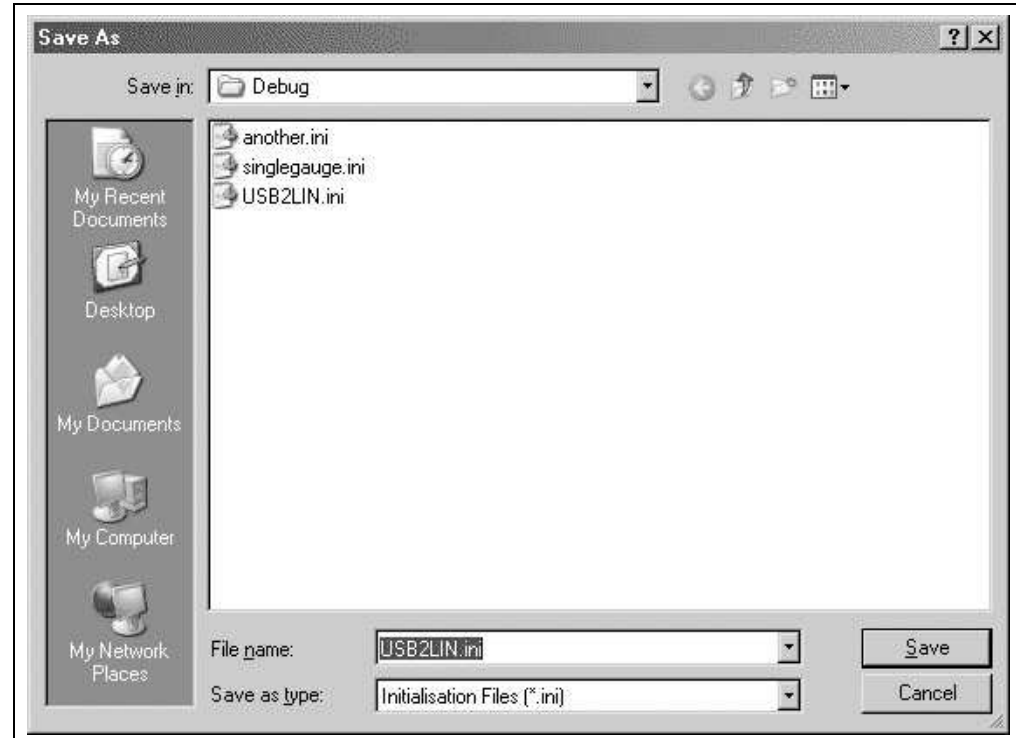 Save As
Save in:
Debug
another.ini
singlegauge.ini
USB2LIN.ini
My Recent
Documents
Desktop
My Documents
My Computer
My Network
Places
File name:
USB2LIN.ini
Save
Save as type:
Initialisation Files (*.ini)
Cancel